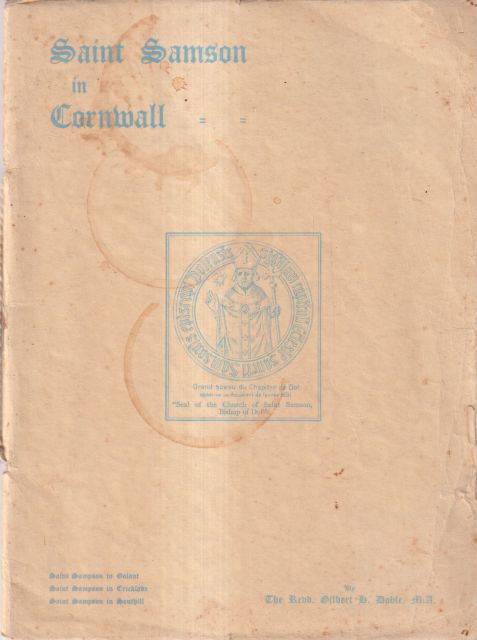 Saint Samson
in
Cornwall = =
Grand sceau du Chapitre de Dol
"Seal of the Church of Saint Samson,
Bishop of Dol".
Saint Sampson in Golant
Saint Sampson in Cricklade
Saint Sampson in Southill
By
The Revd. Gilbert H. Doble, M.A.